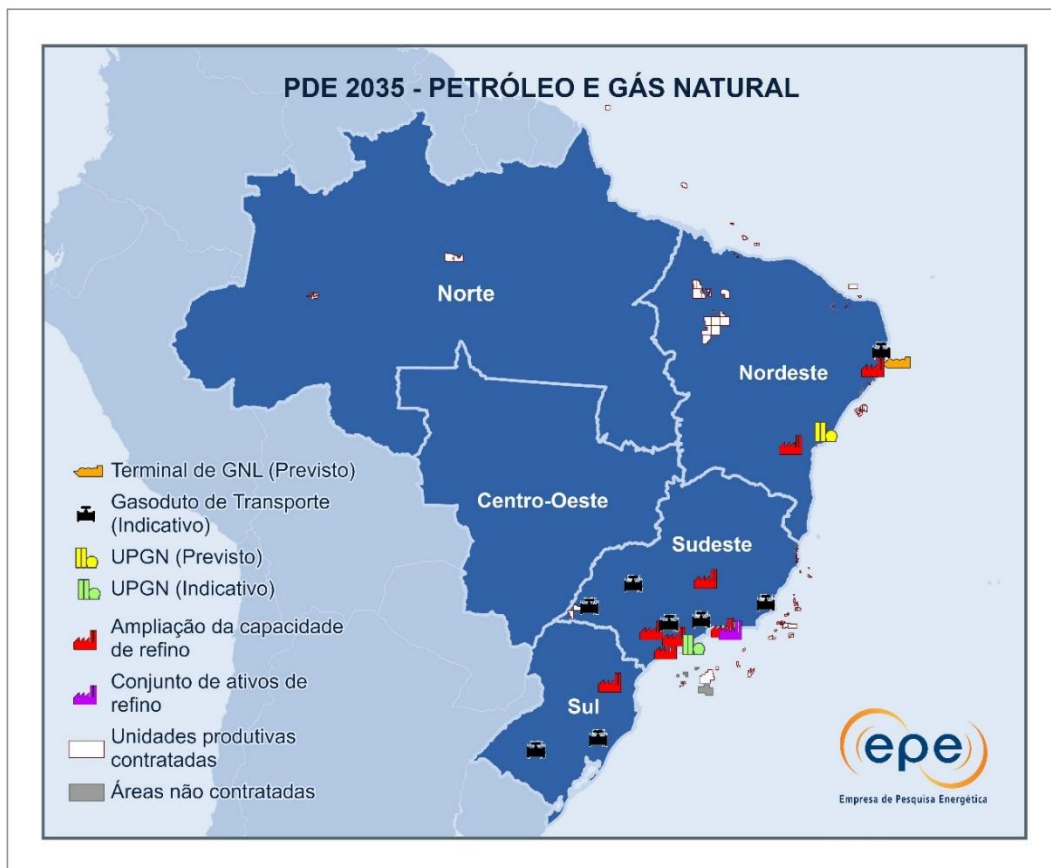 PDE 2035 - PETRÓLEO E GÁS NATURAL
Norte
Nordeste
Centro-Oeste
Sudeste
Sul
Terminal de GNL (Previsto)
Gasoduto de Transporte
(Indicativo)
UPGN (Previsto)
UPGN (Indicativo)
Ampliação da capacidade
de refino
Conjunto de ativos de
refino
Unidades produtivas
contratadas
Áreas não contratadas
epe
Empresa de Pesquisa Energética